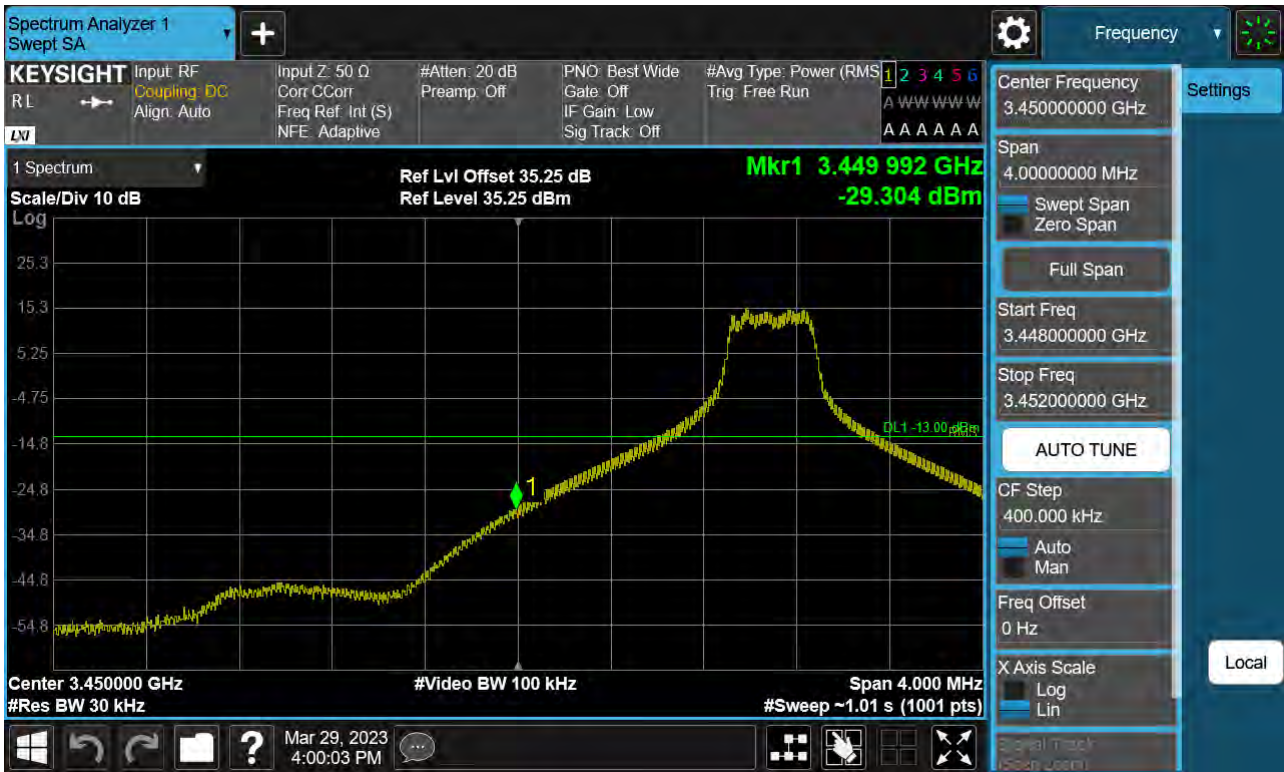 Spectrum Analyzer 1
Swept SA
+
Frequency
KEYSIGHT
RL
LXI
Input: RF
Coupling: DC
Align: Auto
Input Z: 50 Ω
Corr CCorr
Freq Ref: Int (S)
NFE: Adaptive
#Atten: 20 dB
Preamp: Off
PNO: Best Wide
Gate: Off
IF Gain: Low
Sig Track: Off
#Avg Type: Power (RMS
Trig: Free Run
1 2 3 4 5 6
A W W W W W
A A A A A A
1 Spectrum
Scale/Div 10 dB
Log
Ref Lvl Offset 35.25 dB
Ref Level 35.25 dBm
Mkr1 3.449 992 GHz
-29.304 dBm
25.3
15.3
5.25
-4.75
-14.8
-24.8
-34.8
-44.8
-54.8
1
DL1 -13.00 dBm
RMS
Center 3.450000 GHz
#Res BW 30 kHz
#Video BW 100 kHz
Span 4.000 MHz
#Sweep ~1.01 s (1001 pts)
Center Frequency
3.450000000 GHz
Settings
Span
4.00000000 MHz
Swept Span
Zero Span
Full Span
Start Freq
3.448000000 GHz
Stop Freq
3.452000000 GHz
AUTO TUNE
CF Step
400.000 kHz
Auto
Man
Freq Offset
0 Hz
X Axis Scale
Log
Lin
Signal Track
(Span Zoom)
Local
?
Mar 29, 2023
4:00:03 PM